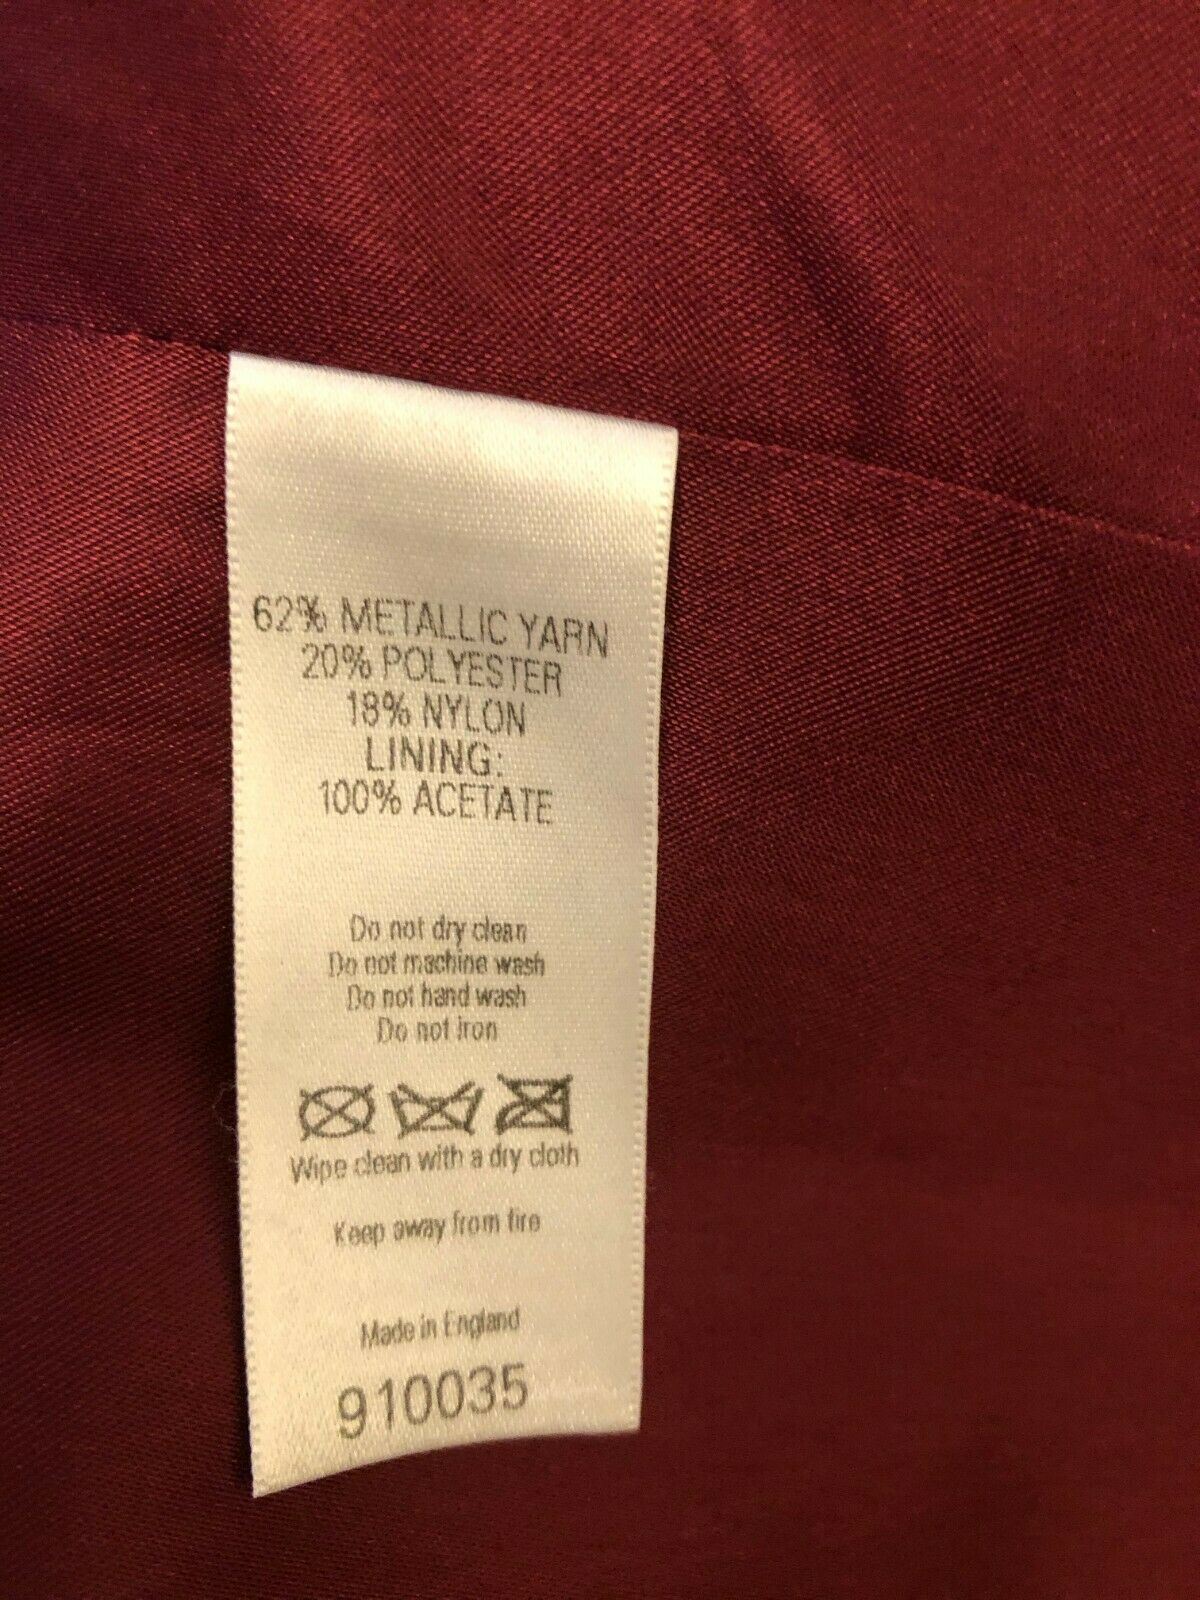 62% METALLIC YARN
20% POLYESTER
18% NYLON
LINING:
100% ACETATE
Do not dry clean
Do not machine wash
Do not hand wash
Do not iron
Wipe clean with a dry cloth
Keep away from fire
Made in England
910035